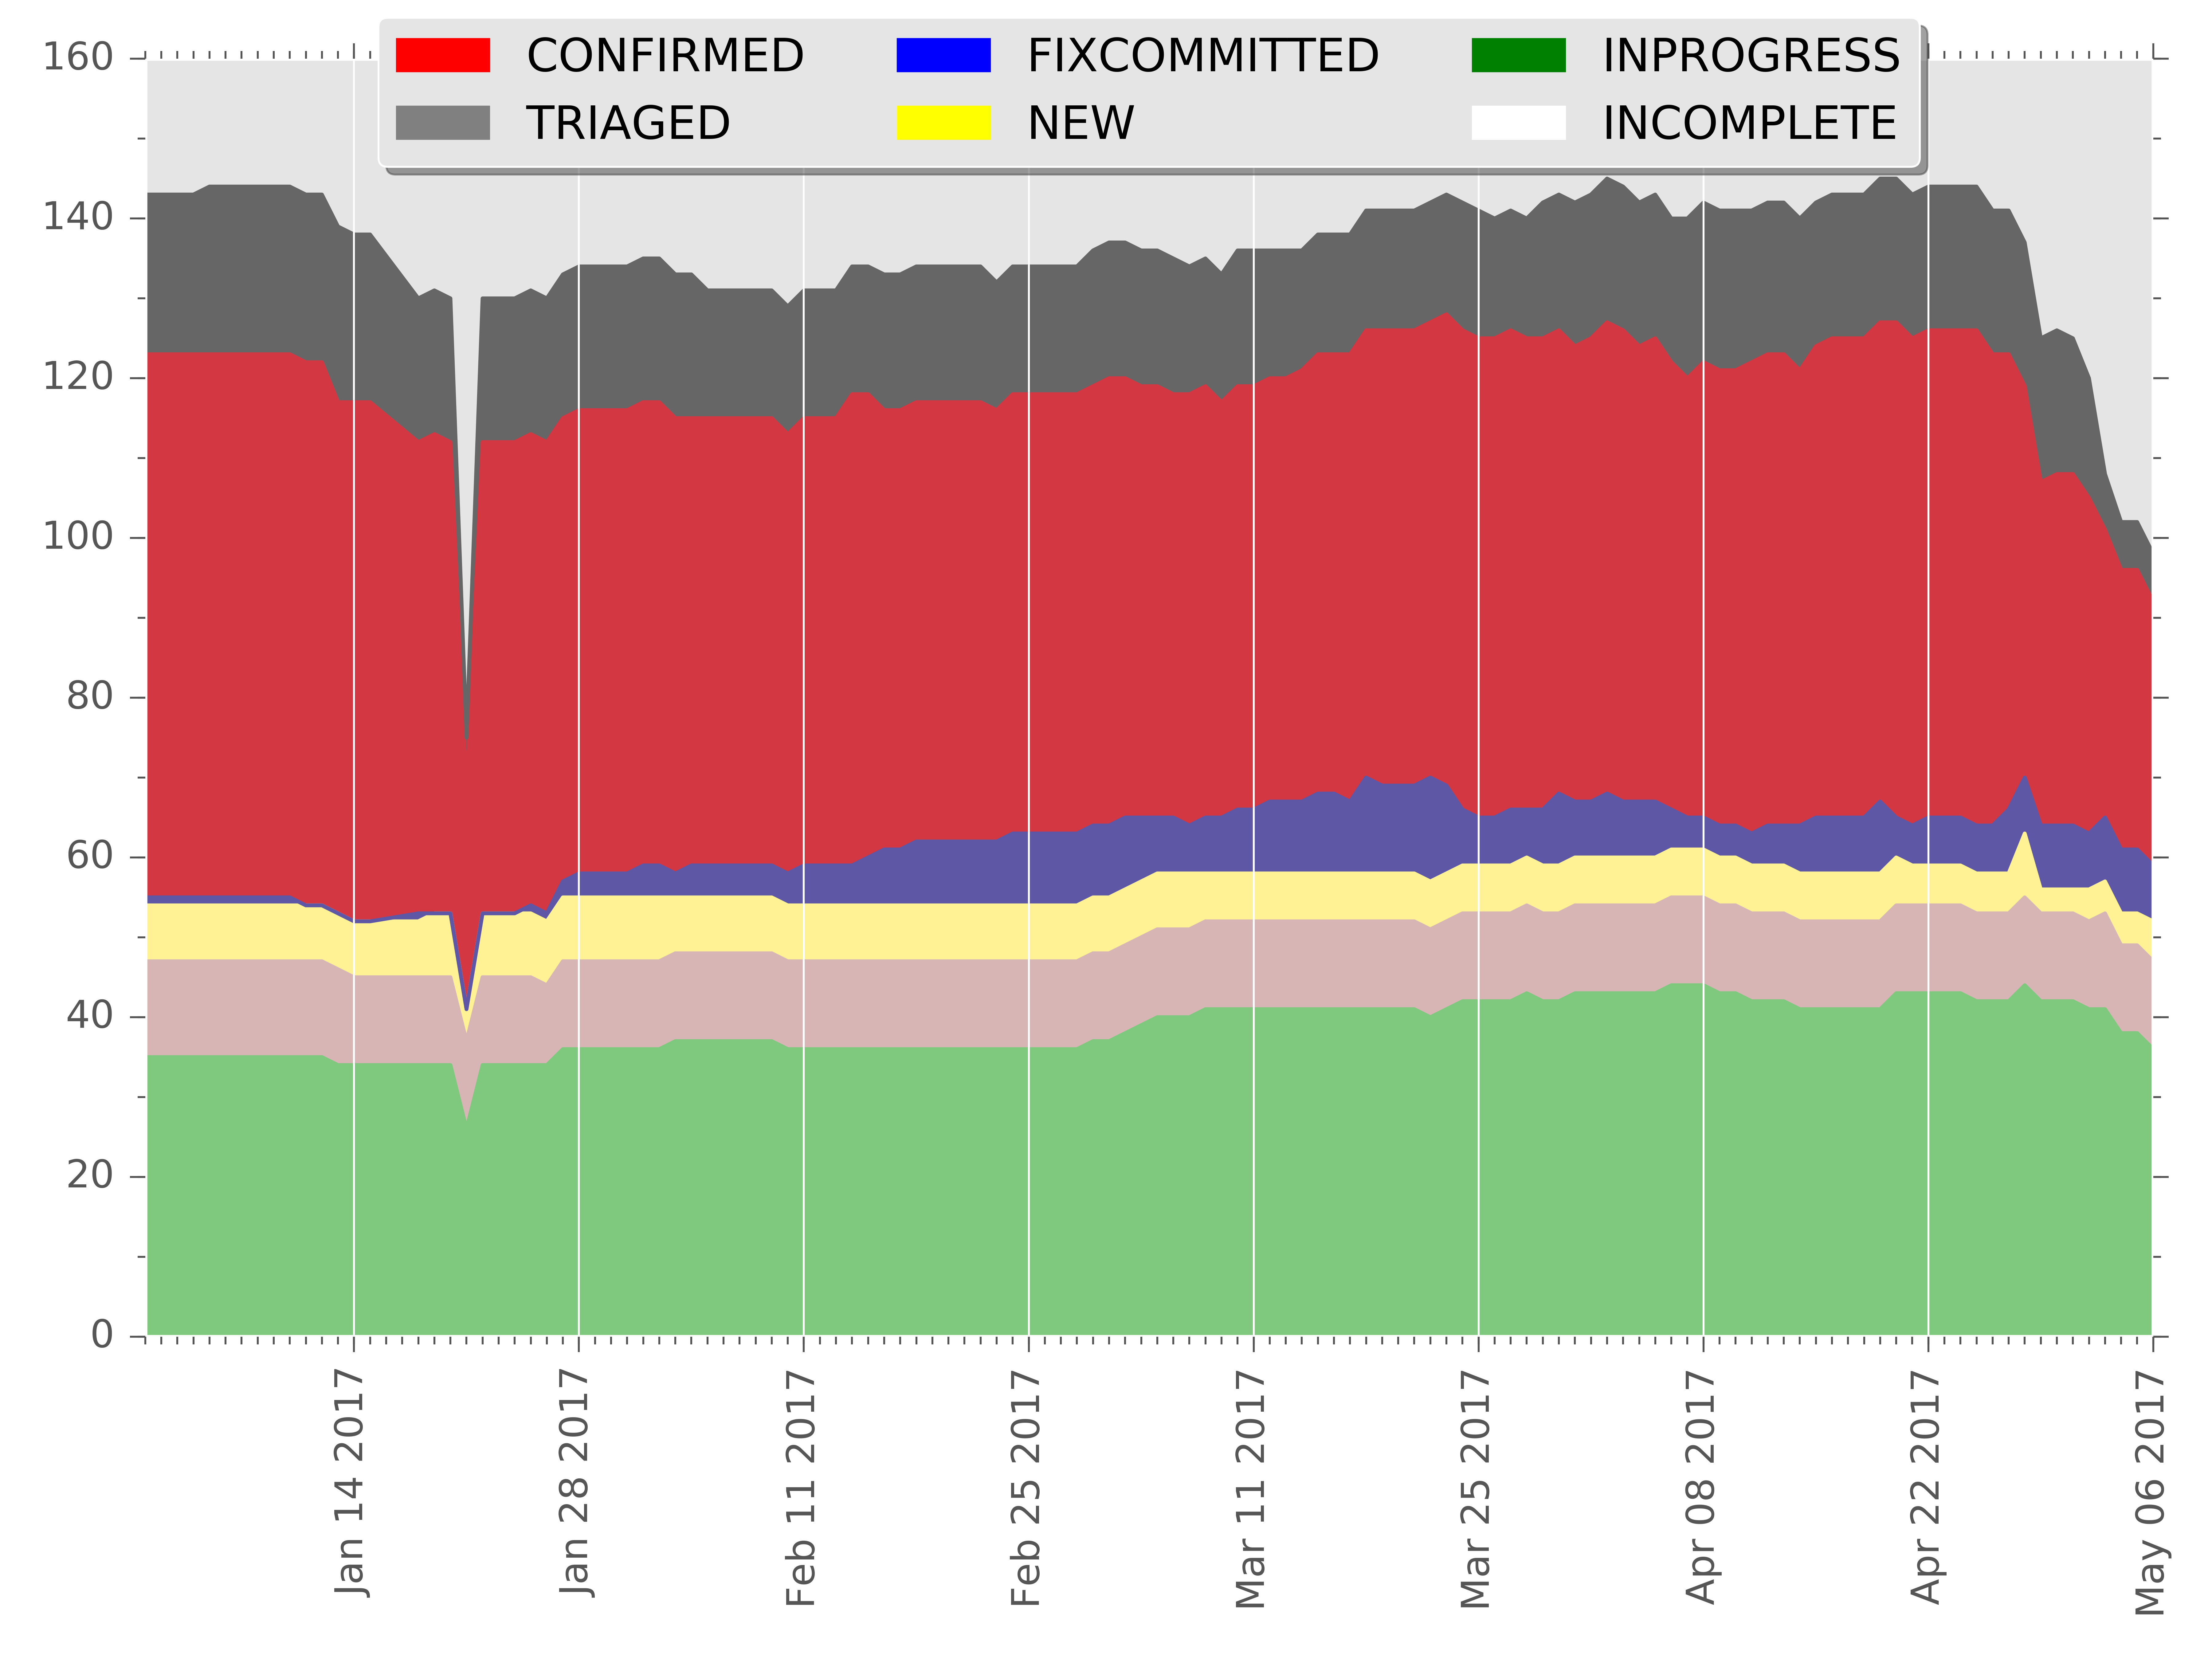 CONFIRMED FIXCOMMITTED INPROGRESS
TRIAGED NEW INCOMPLETE
160
140
120
100
80
60
40
20
0
Jan 14 2017
Jan 28 2017
Feb 11 2017
Feb 25 2017
Mar 11 2017
Mar 25 2017
Apr 08 2017
Apr 22 2017
May 06 2017